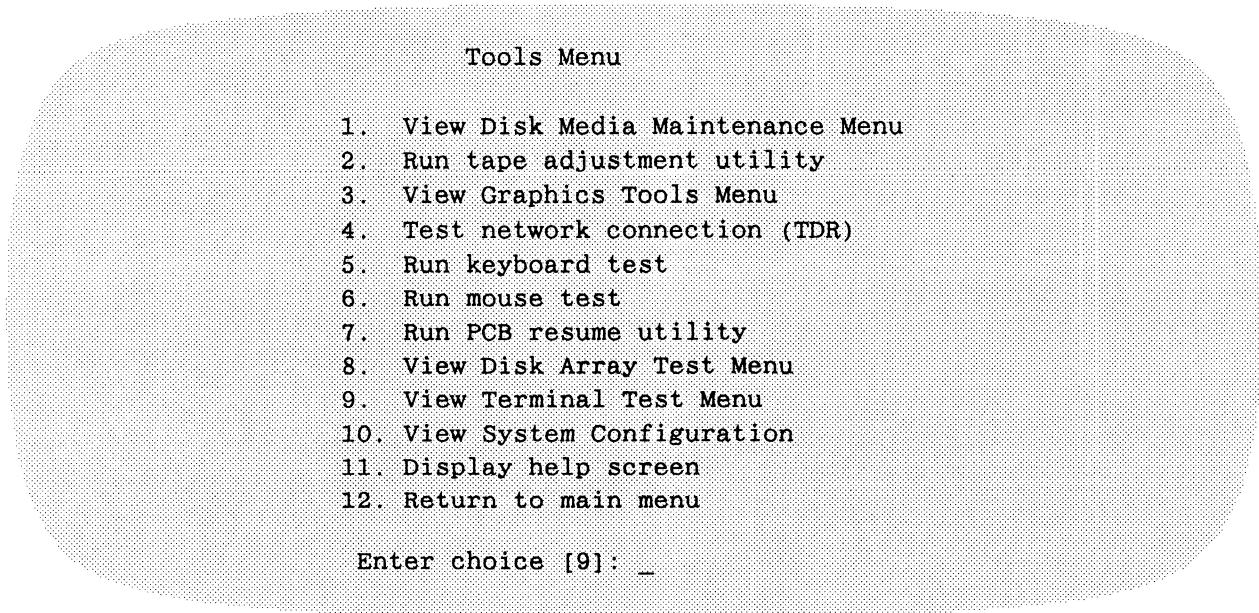 Tools Menu
1. View Disk Media Maintenance Menu
2. Run tape adjustment utility
3. View Graphics Tools Menu
4. Test network connection (TDR)
5. Run keyboard test
6. Run mouse test
7. Run PCB resume utility
8. View Disk Array Test Menu
9. View Terminal Test Menu
10. View System Configuration
11. Display help screen
12. Return to main menu
Enter choice [9]: _